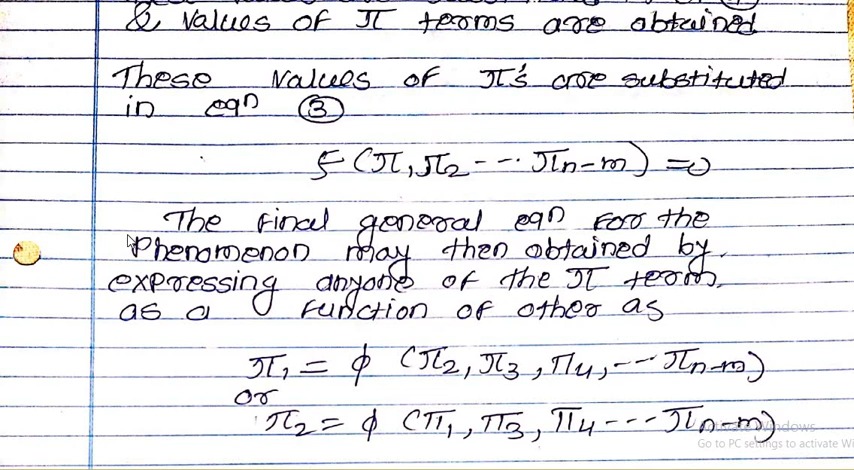 & values of π terms are obtained
These values of π's are substituted
in eqn ③
f (π, π2 - - . πn-m) = 0
The final general eqn for the
Phenomenon may then obtained by
expressing anyone of the π term
as a function of other as
π1 = φ (π2, π3, π4, - - - πn-m)
or
π2 = φ (π1, π3, π4 - - - πn-m)
Go to PC settings to activate Wi